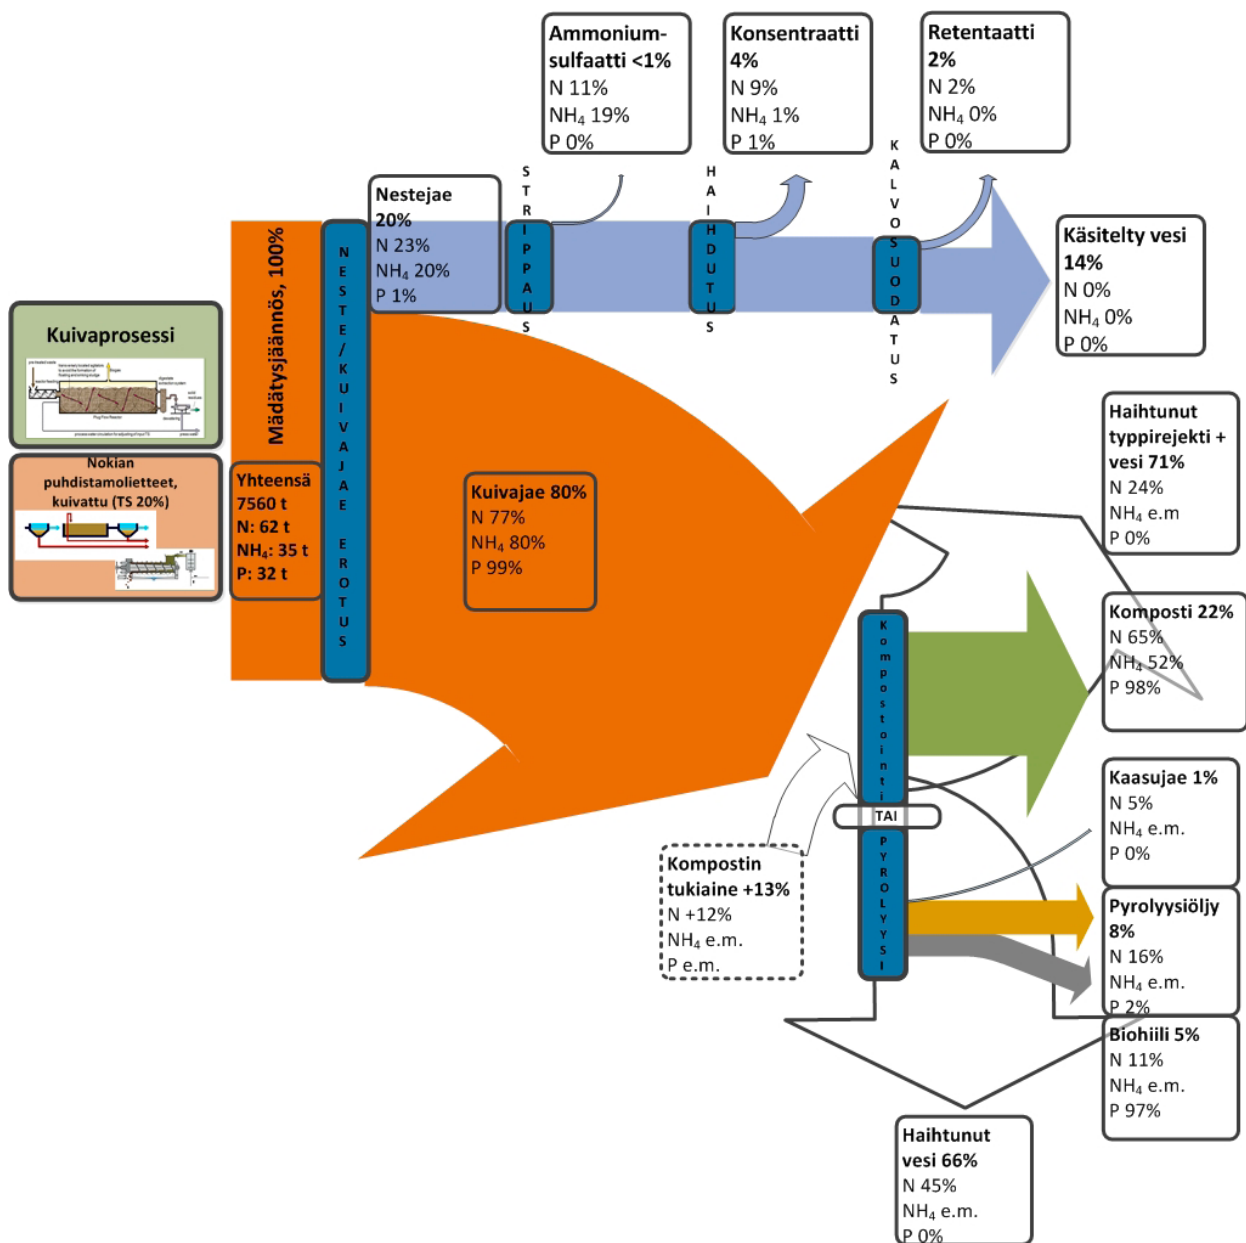 Ammonium-
sulfaatti <1%
N 11%
NH₄ 19%
P 0%
Konsentraatti
4%
N 9%
NH₄ 1%
P 1%
Retentaatti
2%
N 2%
NH₄ 0%
P 0%
STRIPPAUS
HAIHDUTUS
KALVOSUODATUS
Nestejae
20%
N 23%
NH₄ 20%
P 1%
Käsitelty vesi
14%
N 0%
NH₄ 0%
P 0%
Mädätysjäännös, 100%
NESTE/KUIVAJAE EROTUS
Kuivaprosessi
Nokian
puhdistamolietteet,
kuivattu (TS 20%)
Yhteensä
7560 t
N: 62 t
NH₄: 35 t
P: 32 t
Kuivajae 80%
N 77%
NH₄ 80%
P 99%
Haihtunut
typpirejekti +
vesi 71%
N 24%
NH₄ e.m
P 0%
Kompostointi
Komposti 22%
N 65%
NH₄ 52%
P 98%
TAI
PYROLYYSI
Kompostin
tukiaine +13%
N +12%
NH₄ e.m.
P e.m.
Kaasujae 1%
N 5%
NH₄ e.m.
P 0%
Pyrolyysiöljy
8%
N 16%
NH₄ e.m.
P 2%
Biohiili 5%
N 11%
NH₄ e.m.
P 97%
Haihtunut
vesi 66%
N 45%
NH₄ e.m.
P 0%